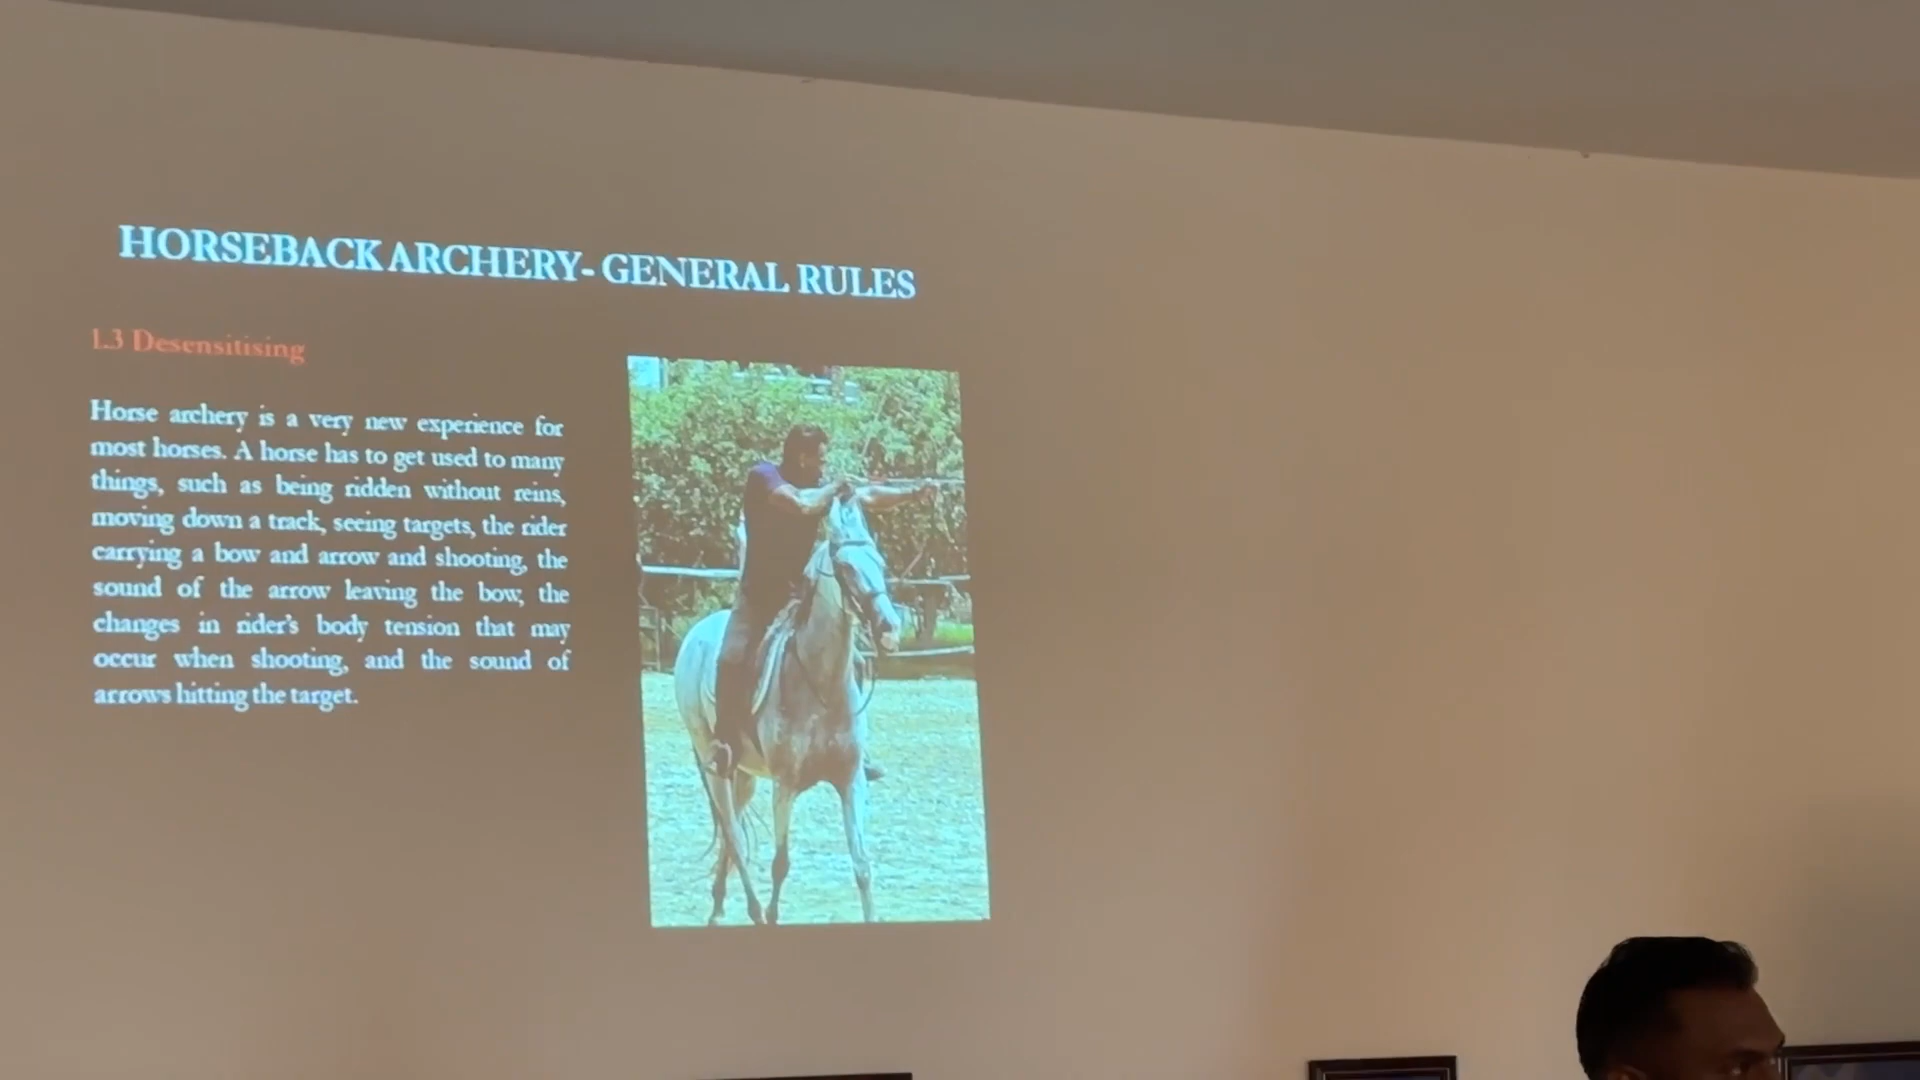 HORSEBACK ARCHERY- GENERAL RULES
1.3 Desensitising
Horse archery is a very new experience for
most horses. A horse has to get used to many
things, such as being ridden without reins,
moving down a track, seeing targets, the rider
carrying a bow and arrow and shooting, the
sound of the arrow leaving the bow, the
changes in rider's body tension that may
occur when shooting, and the sound of
arrows hitting the target.